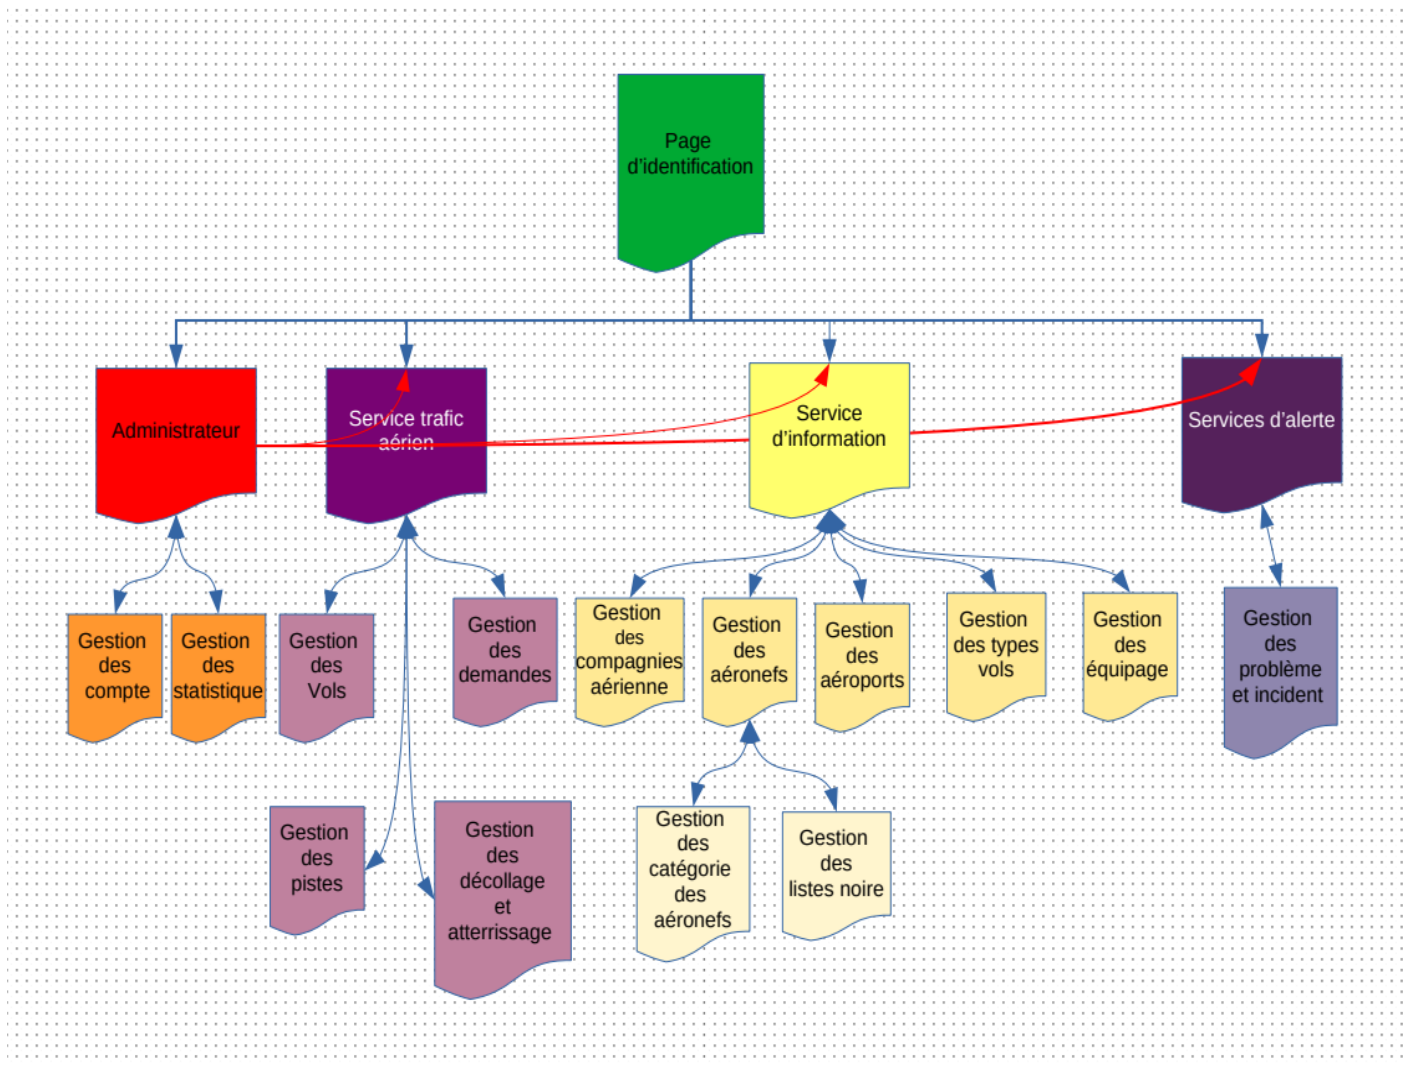 Page
d’identification
Administrateur
Service trafic
aérien
Service
d’information
Services d’alerte
Gestion
des
compte
Gestion
des
statistique
Gestion
des
Vols
Gestion
des
demandes
Gestion
des
compagnies
aérienne
Gestion
des
aéronefs
Gestion
des
aéroports
Gestion
des types
vols
Gestion
des
équipage
Gestion
des
problème
et incident
Gestion
des
pistes
Gestion
des
décollage
et
atterrissage
Gestion
des
catégorie
des
aéronefs
Gestion
des
listes noire